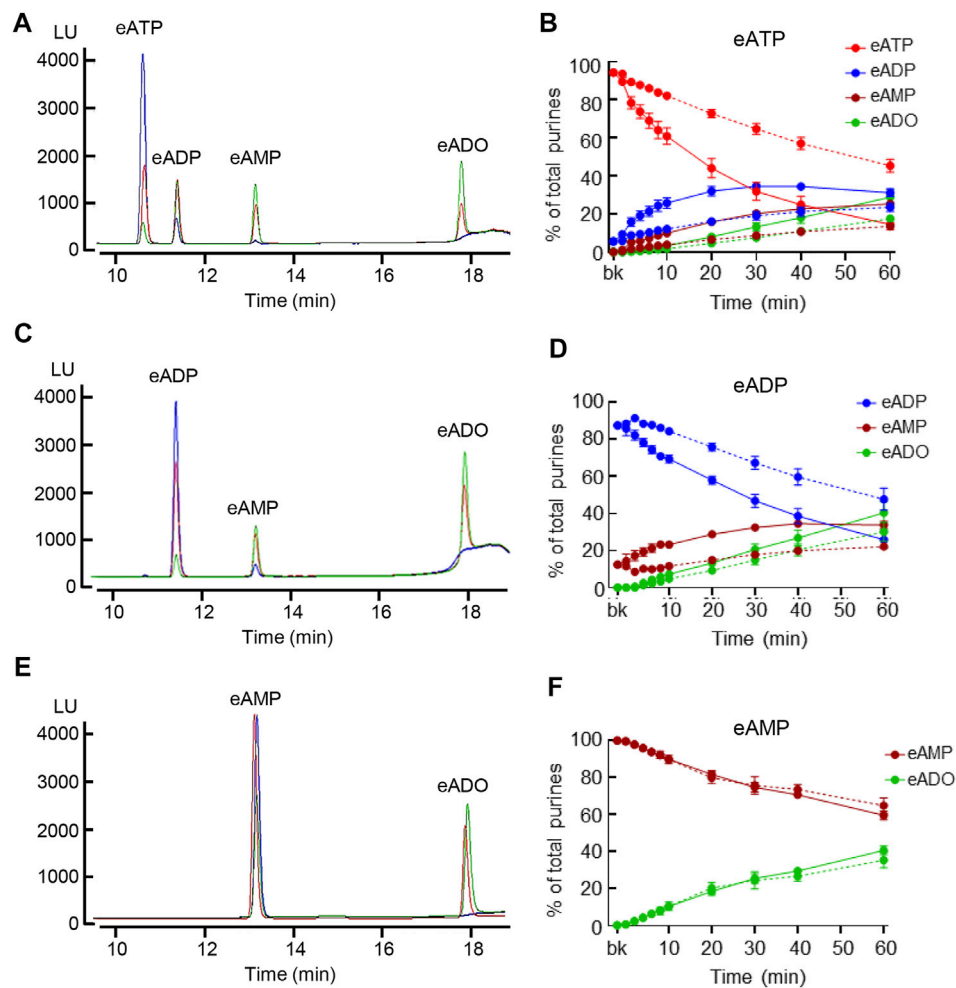 A
LU
eATP
4000
3000
2000
1000
0
eADP
eAMP
eADO
10 12 14 16 18
Time (min)
B
eATP
eATP
eADP
eAMP
eADO
% of total purines
100
80
60
40
20
0
bk 10 20 30 40 50 60
Time (min)
C
LU
eADP
4000
3000
2000
1000
0
eAMP
eADO
10 12 14 16 18
Time (min)
D
eADP
eADP
eAMP
eADO
% of total purines
100
80
60
40
20
0
bk 10 20 30 40 50 60
Time (min)
E
LU
eAMP
4000
3000
2000
1000
0
eADO
10 12 14 16 18
Time (min)
F
eAMP
eAMP
eADO
% of total purines
100
80
60
40
20
0
bk 10 20 30 40 50 60
Time (min)